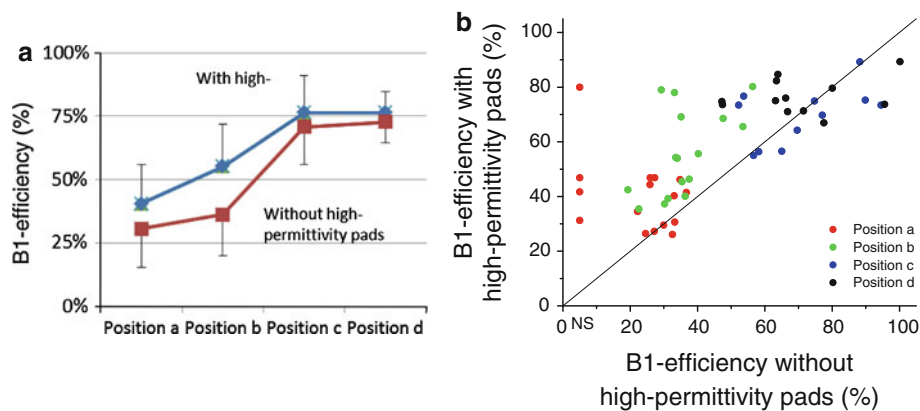 a
100%
75%
50%
25%
0%
B1-efficiency (%)
With high-
Without high-
permittivity pads
Position a Position b Position c Position d
b
B1-efficiency with
high-permittivity pads (%)
100
80
60
40
20
0
0 NS 20 40 60 80 100
Position a
Position b
Position c
Position d
B1-efficiency without
high-permittivity pads (%)